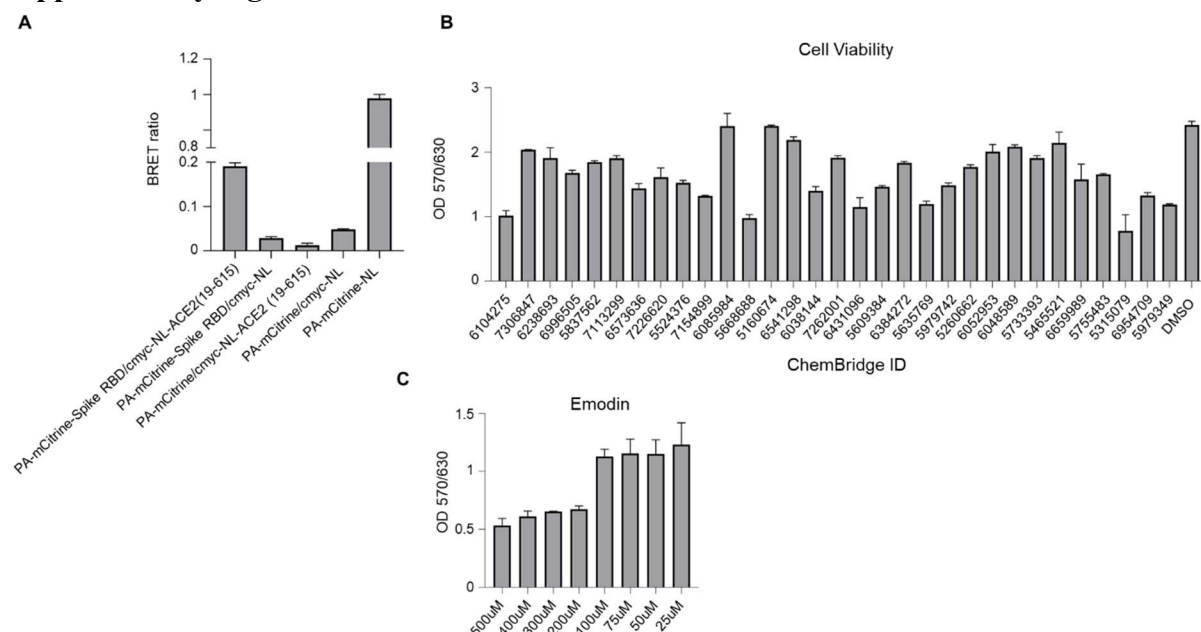 A
BRET ratio
1.2
1
0.8
0.2
0.1
0
PA-mCitrine-Spike RBD/cmyc-NL-ACE2(19-615)
PA-mCitrine-Spike RBD/cmyc-NL
PA-mCitrine/cmyc-NL-ACE2 (19-615)
PA-mCitrine/cmyc-NL
PA-mCitrine-NL
B
Cell Viability
OD 570/630
3
2
1
0
6104275
7306847
6238693
6996505
5837562
7113299
6573636
7226620
5524376
7154899
6085984
5668688
5160674
6541298
6038144
7262001
6431096
5609384
6384272
5635769
5979742
5260662
6052953
6048589
5733393
5465521
6659989
5755483
5315079
6954709
5979349
DMSO
ChemBridge ID
C
Emodin
OD 570/630
1.5
1
0.5
0
500uM
400uM
300uM
200uM
100uM
75uM
50uM
25uM